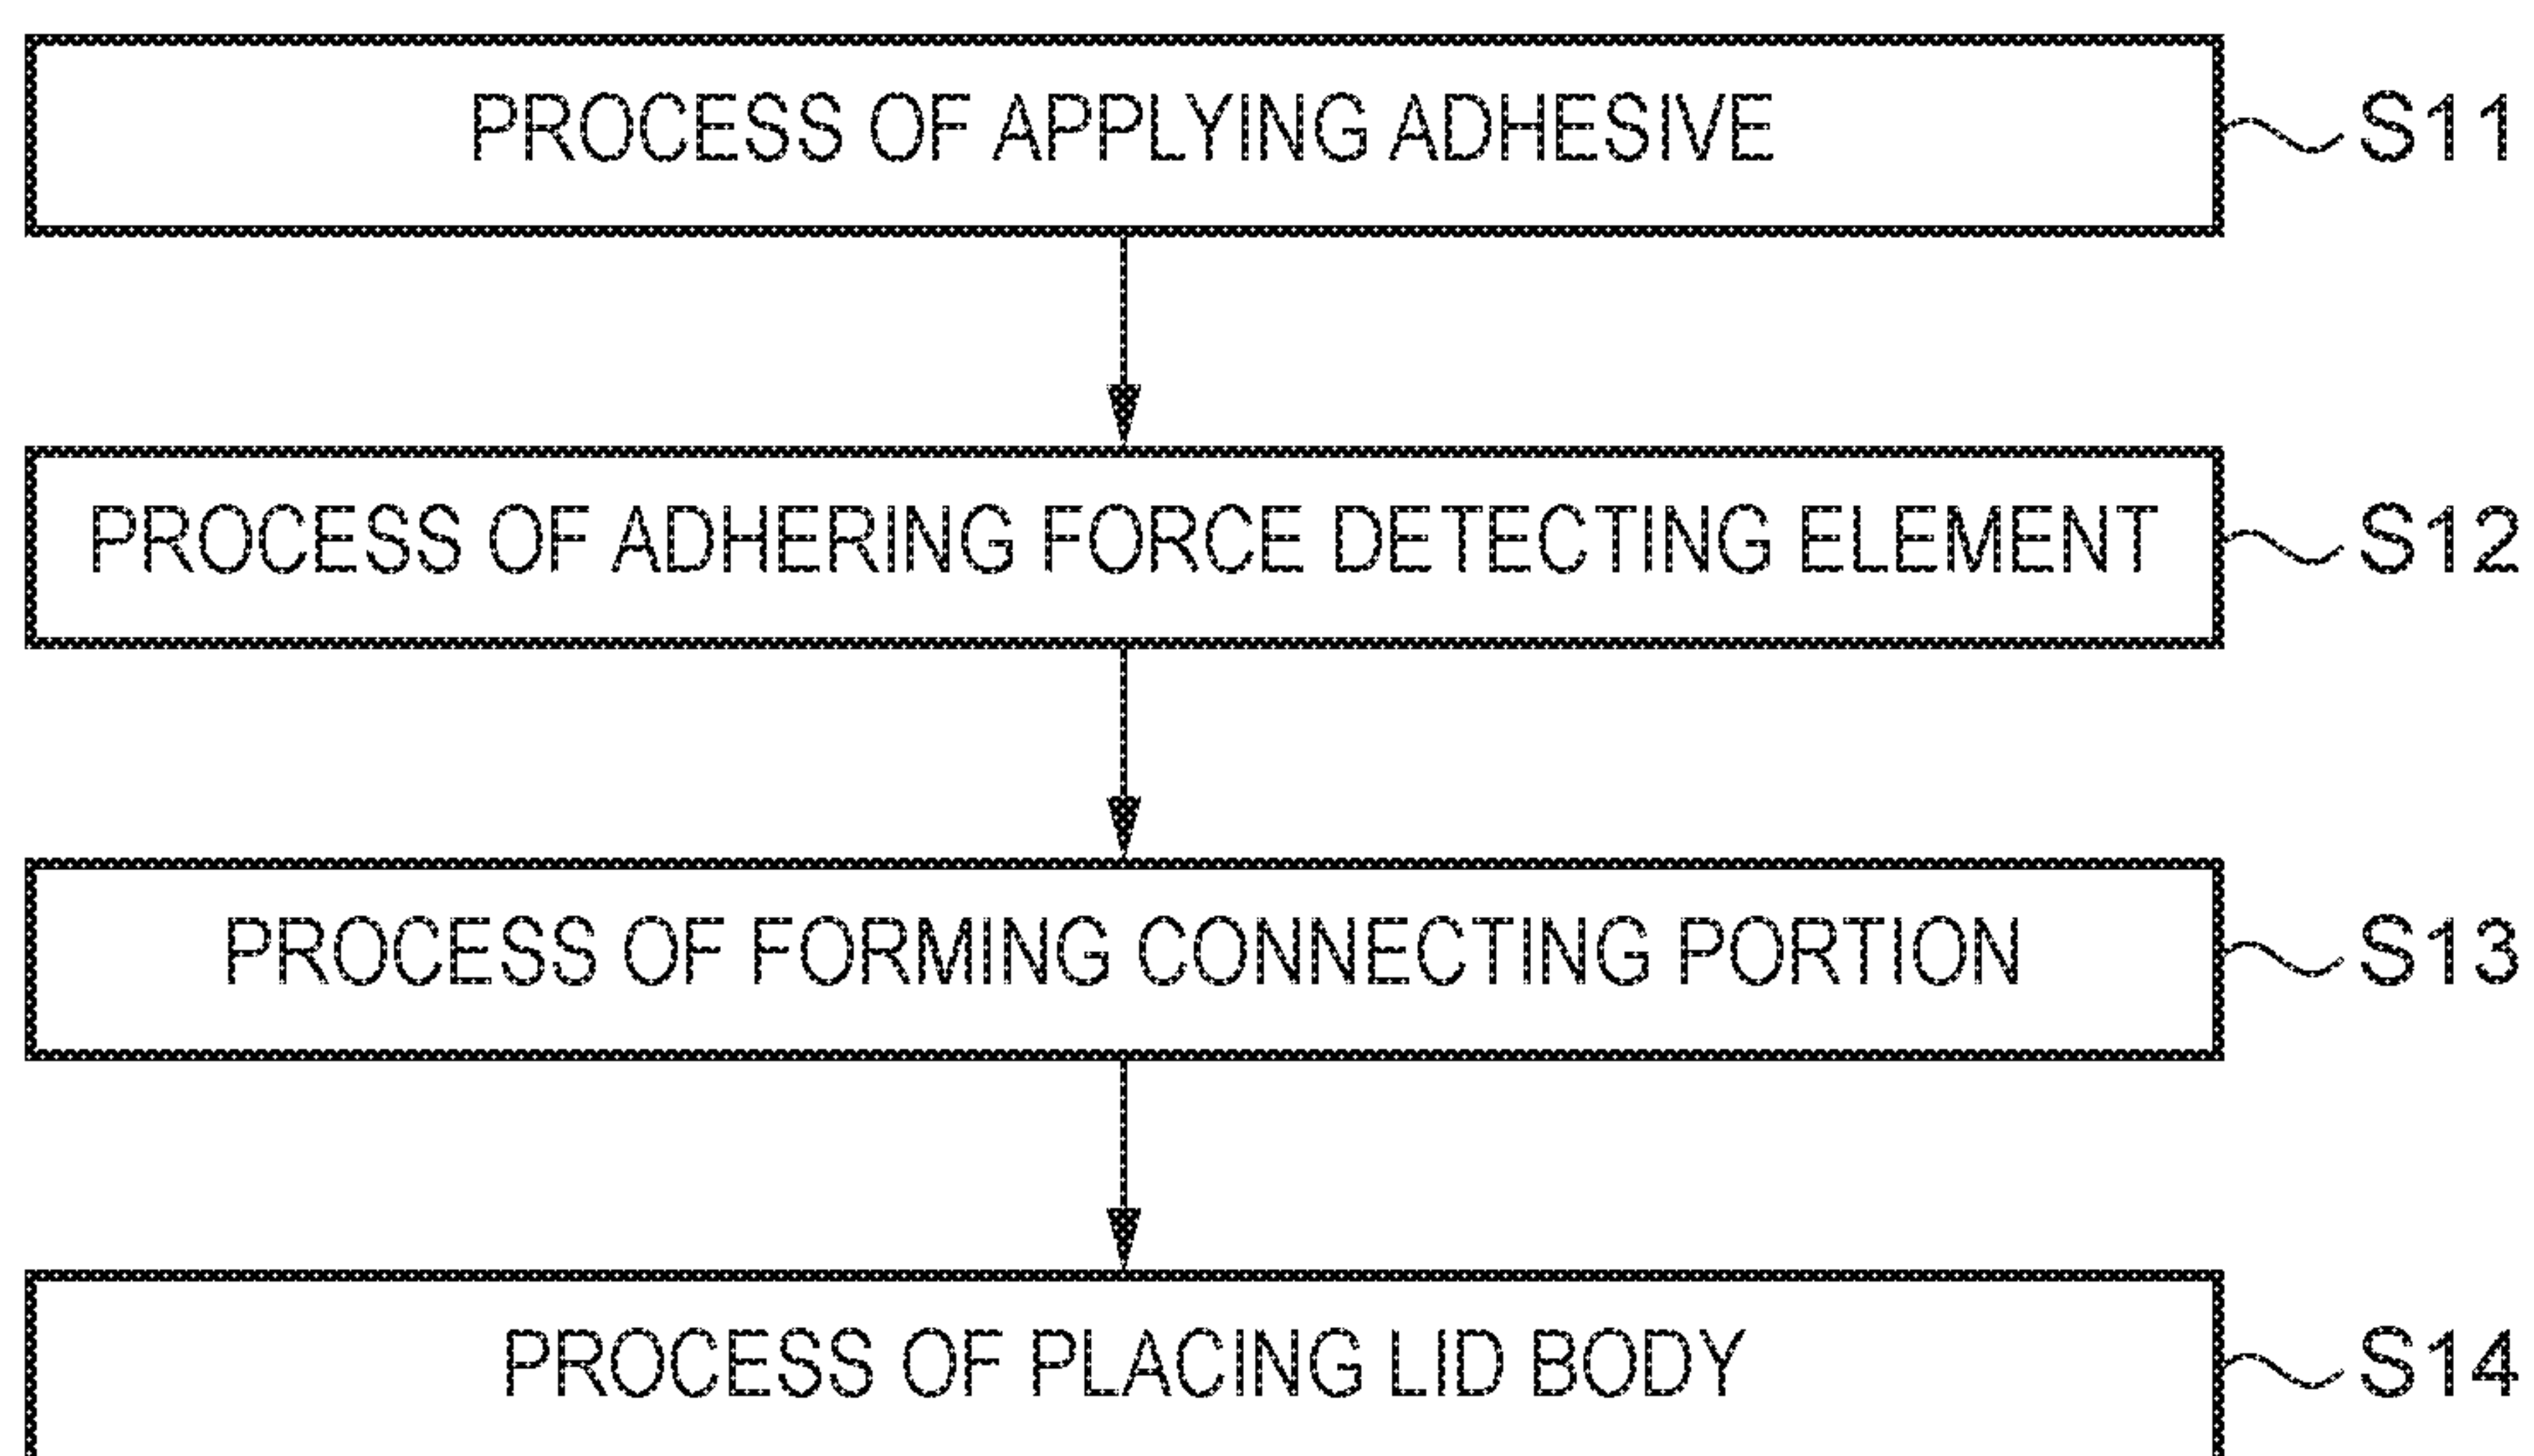 PROCESS OF APPLYING ADHESIVE S11
PROCESS OF ADHERING FORCE DETECTING ELEMENT S12
PROCESS OF FORMING CONNECTING PORTION S13
PROCESS OF PLACING LID BODY S14